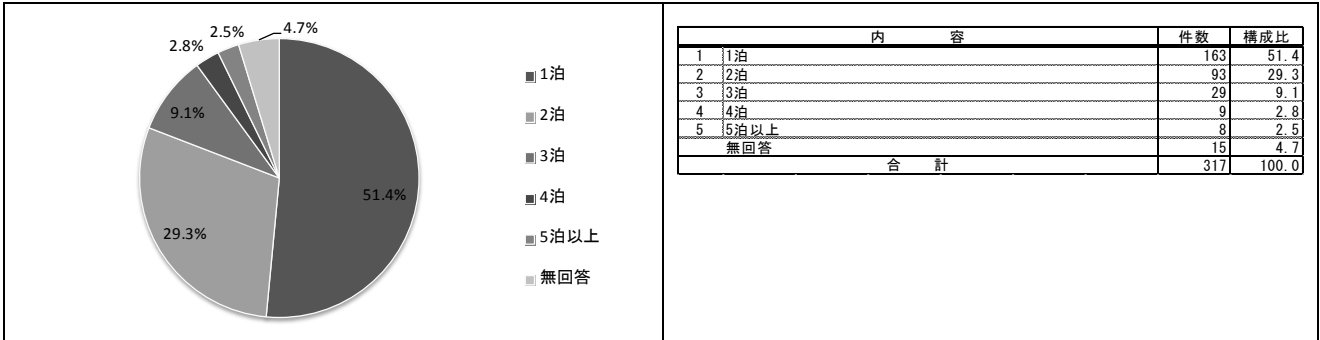 4.7%
2.5%
2.8%
9.1%
51.4%
29.3%
1泊
2泊
3泊
4泊
5泊以上
無回答
内 容 件数 構成比
1 1泊 163 51.4
2 2泊 93 29.3
3 3泊 29 9.1
4 4泊 9 2.8
5 5泊以上 8 2.5
無回答 15 4.7
合 計 317 100.0